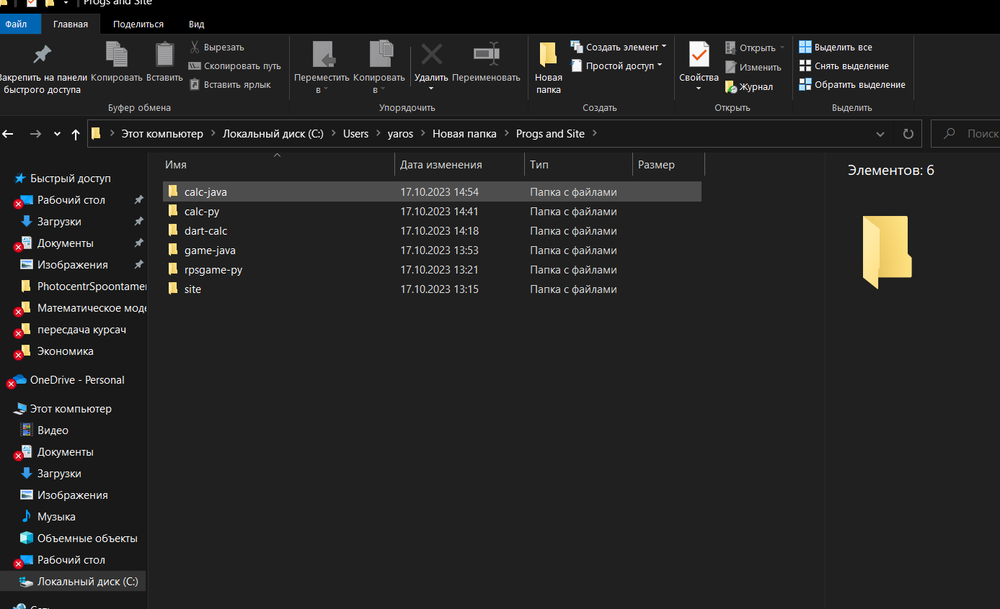 Progs and Site
Файл Главная Поделиться Вид
Закрепить на панели быстрого доступа
Копировать
Вставить
Вырезать
Скопировать путь
Вставить ярлык
Буфер обмена
Переместить в
Копировать в
Удалить
Переименовать
Упорядочить
Новая папка
Создать элемент
Простой доступ
Создать
Свойства
Открыть
Изменить
Журнал
Открыть
Выделить все
Снять выделение
Обратить выделение
Выделить
Этот компьютер Локальный диск (C:) Users yaros Новая папка Progs and Site
Поиск
Быстрый доступ
Рабочий стол
Загрузки
Документы
Изображения
PhotocentrSpoontamer
Математическое моде
пересдача курсач
Экономика
OneDrive - Personal
Этот компьютер
Видео
Документы
Загрузки
Изображения
Музыка
Объемные объекты
Рабочий стол
Локальный диск (C:)
Имя Дата изменения Тип Размер
calc-java 17.10.2023 14:54 Папка с файлами
calc-py 17.10.2023 14:41 Папка с файлами
dart-calc 17.10.2023 14:18 Папка с файлами
game-java 17.10.2023 13:53 Папка с файлами
rpsgame-py 17.10.2023 13:21 Папка с файлами
site 17.10.2023 13:15 Папка с файлами
Элементов: 6